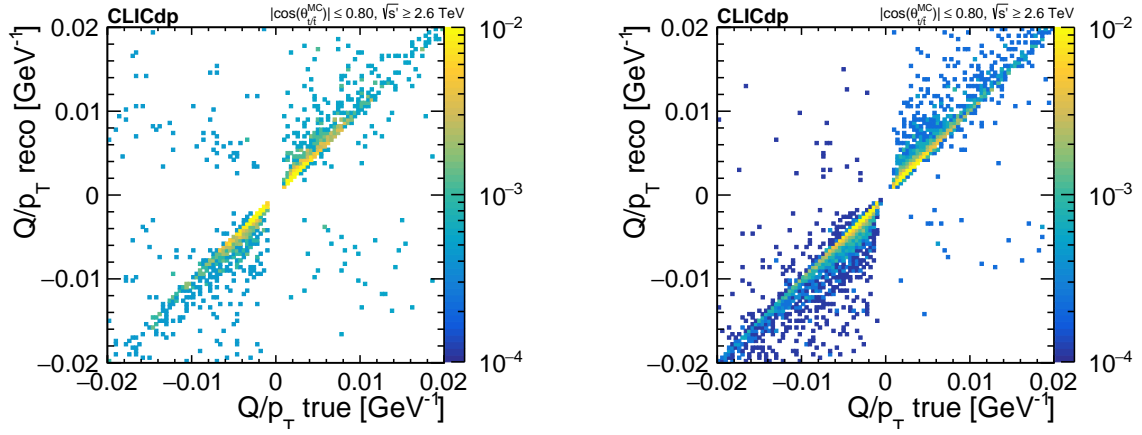 CLICdp |cos(θ_{t/t̄}^{MC})| ≤ 0.80, √s' ≥ 2.6 TeV
Q/p_T reco [GeV⁻¹]
0.02
0.01
0
−0.01
−0.02
−0.02 −0.01 0 0.01 0.02
Q/p_T true [GeV⁻¹]
10⁻²
10⁻³
10⁻⁴
CLICdp |cos(θ_{t/t̄}^{MC})| ≤ 0.80, √s' ≥ 2.6 TeV
Q/p_T reco [GeV⁻¹]
0.02
0.01
0
−0.01
−0.02
−0.02 −0.01 0 0.01 0.02
Q/p_T true [GeV⁻¹]
10⁻²
10⁻³
10⁻⁴